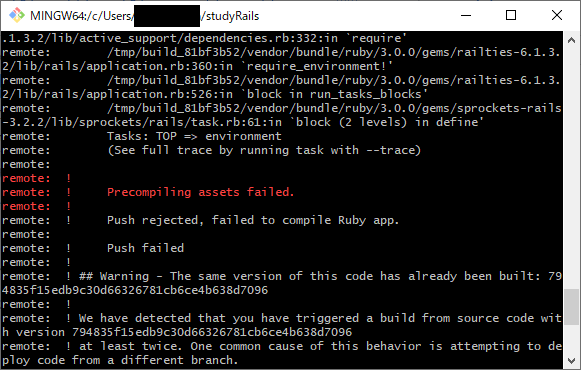 MINGW64:/c/Users/ /studyRails
.1.3.2/lib/active_support/dependencies.rb:332:in `require'
remote:        /tmp/build_81bf3b52/vendor/bundle/ruby/3.0.0/gems/railties-6.1.3.
2/lib/rails/application.rb:360:in `require_environment!'
remote:        /tmp/build_81bf3b52/vendor/bundle/ruby/3.0.0/gems/railties-6.1.3.
2/lib/rails/application.rb:526:in `block in run_tasks_blocks'
remote:        /tmp/build_81bf3b52/vendor/bundle/ruby/3.0.0/gems/sprockets-rails
-3.2.2/lib/sprockets/rails/task.rb:61:in `block (2 levels) in define'
remote:        Tasks: TOP => environment
remote:        (See full trace by running task with --trace)
remote:
remote:  !
remote:  !     Precompiling assets failed.
remote:  !
remote:  !     Push rejected, failed to compile Ruby app.
remote:
remote:  !     Push failed
remote:  !
remote:  ! ## Warning - The same version of this code has already been built: 79
4835f15edb9c30d66326781cb6ce4b638d7096
remote:  !
remote:  ! We have detected that you have triggered a build from source code wit
h version 794835f15edb9c30d66326781cb6ce4b638d7096
remote:  ! at least twice. One common cause of this behavior is attempting to de
ploy code from a different branch.